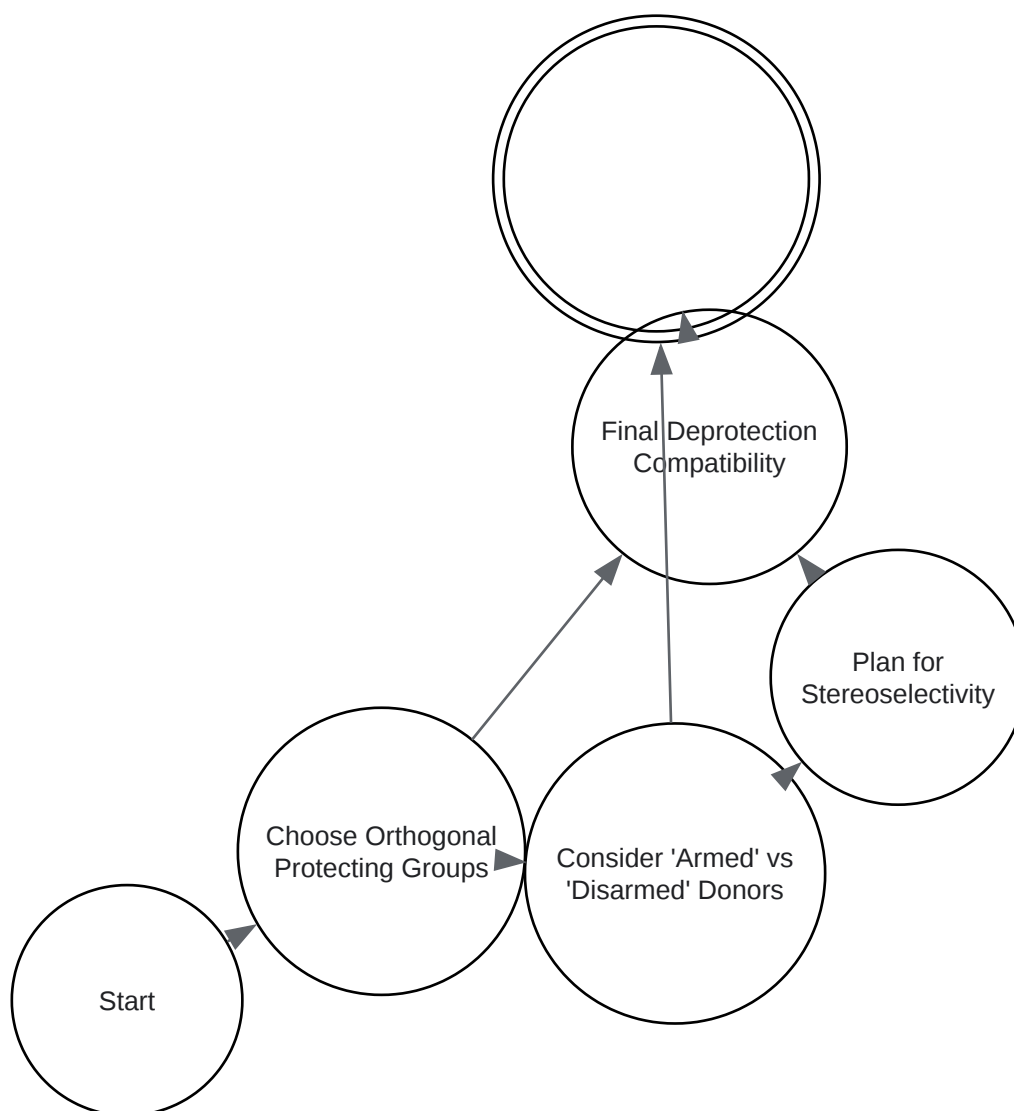 Final Deprotection
Compatibility
Plan for
Stereoselectivity
Choose Orthogonal
Protecting Groups
Consider 'Armed' vs
'Disarmed' Donors
Start